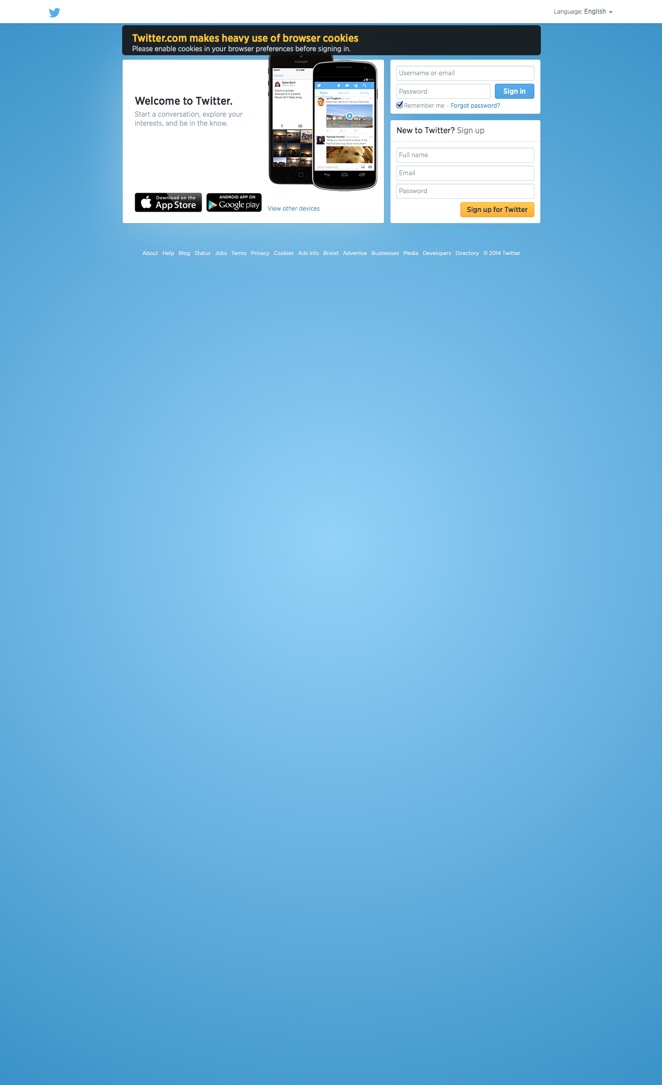 Language: English
Twitter.com makes heavy use of browser cookies
Please enable cookies in your browser preferences before signing in.
Welcome to Twitter.
Start a conversation, explore your
interests, and be in the know.
Download on the
App Store
ANDROID APP ON
Google play
View other devices
Username or email
Password
Sign in
Remember me · Forgot password?
New to Twitter? Sign up
Full name
Email
Password
Sign up for Twitter
About Help Blog Status Jobs Terms Privacy Cookies Ads info Brand Advertise Businesses Media Developers Directory © 2014 Twitter